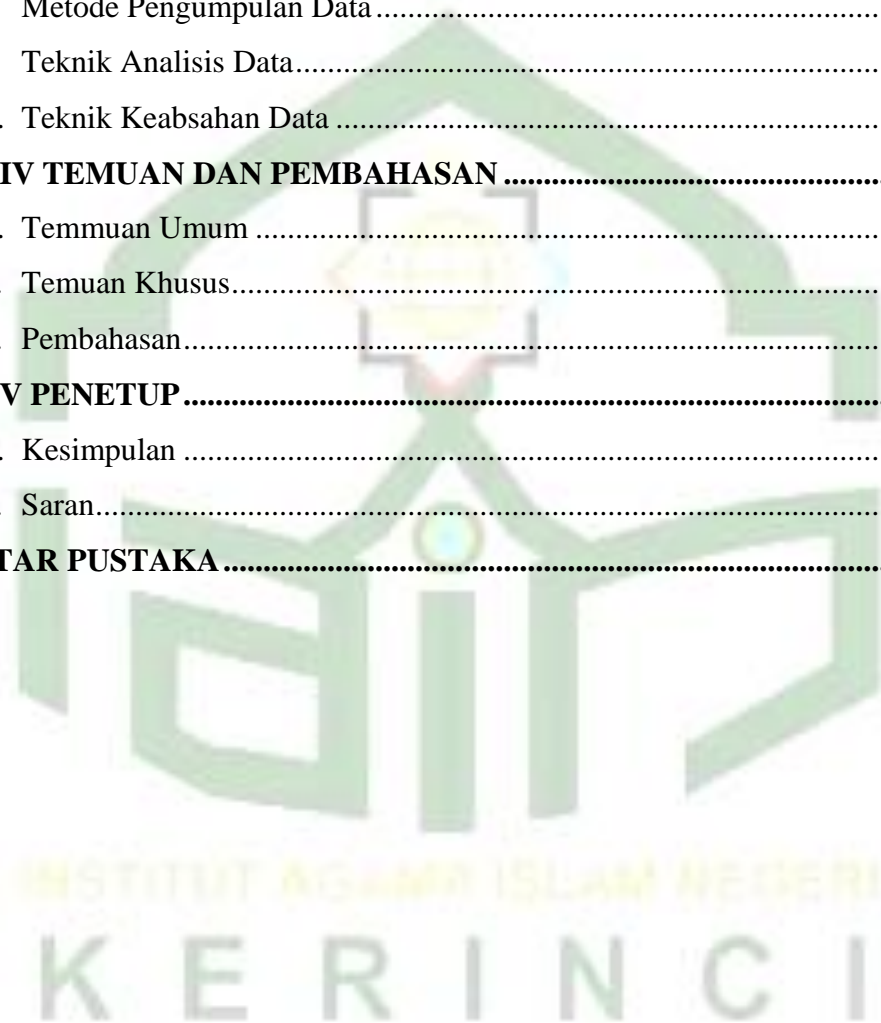 Metode Pengumpulan Data
Teknik Analisis Data
. Teknik Keabsahan Data
IV TEMUAN DAN PEMBAHASAN
. Temmuan Umum
. Temuan Khusus
. Pembahasan
V PENETUP
. Kesimpulan
. Saran
TAR PUSTAKA
INSTITUT AGAMA ISLAM NEGERI
KERINCI